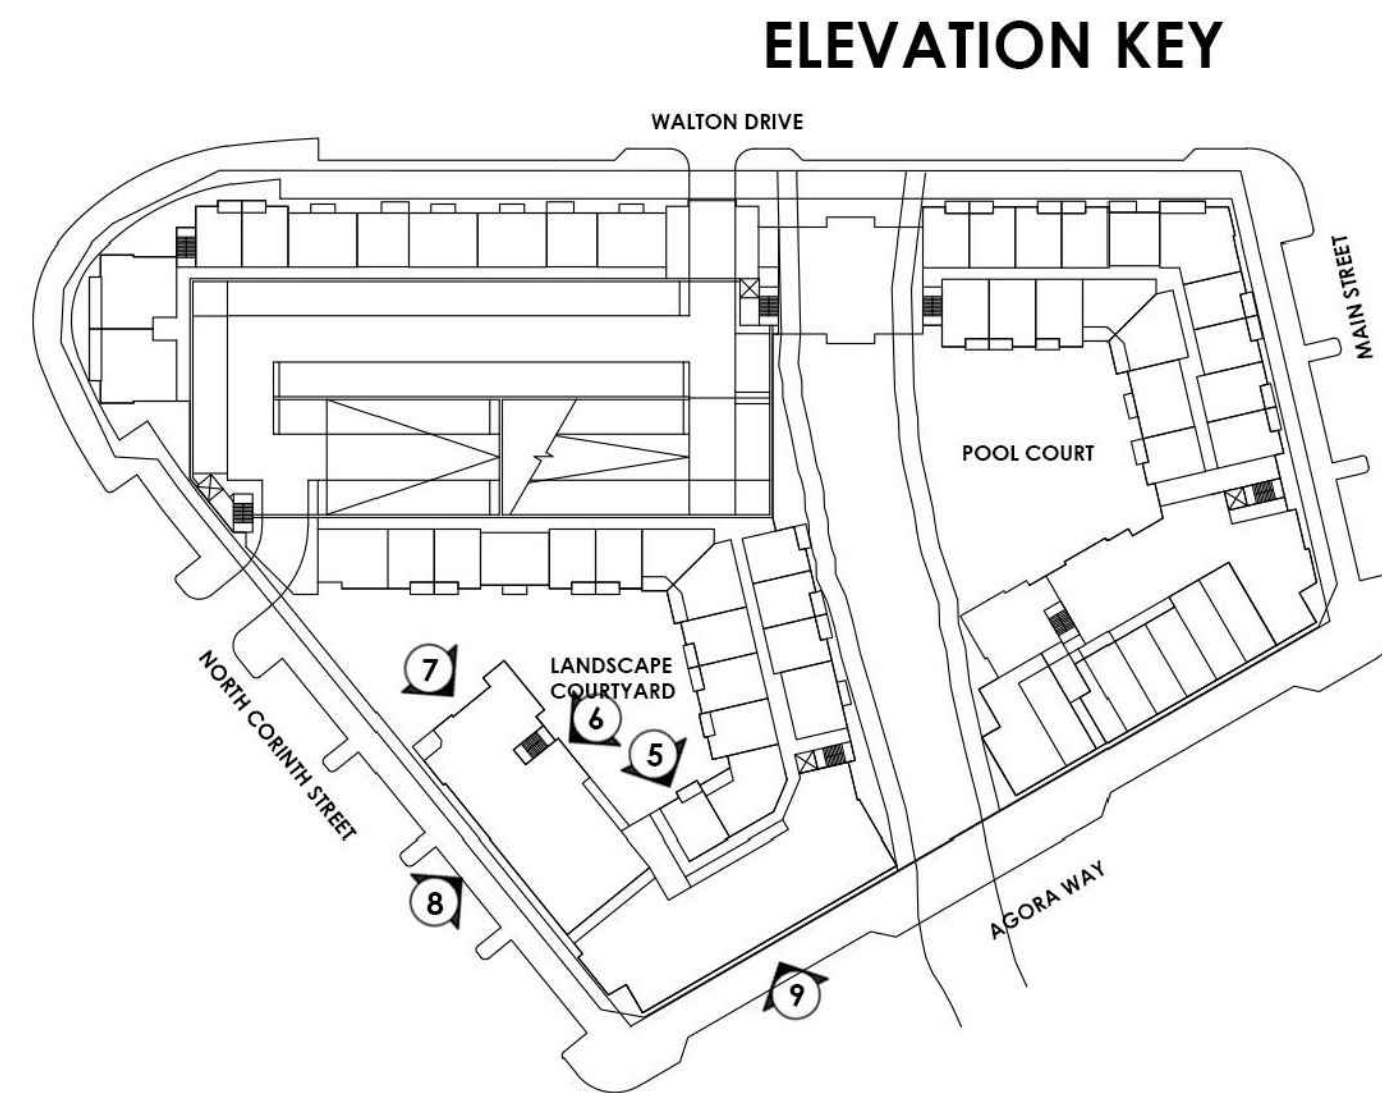 ELEVATION KEY
WALTON DRIVE
MAIN STREET
POOL COURT
7
LANDSCAPE
COURTYARD
6
5
NORTH CORINTH STREET
8
AGORA WAY
9